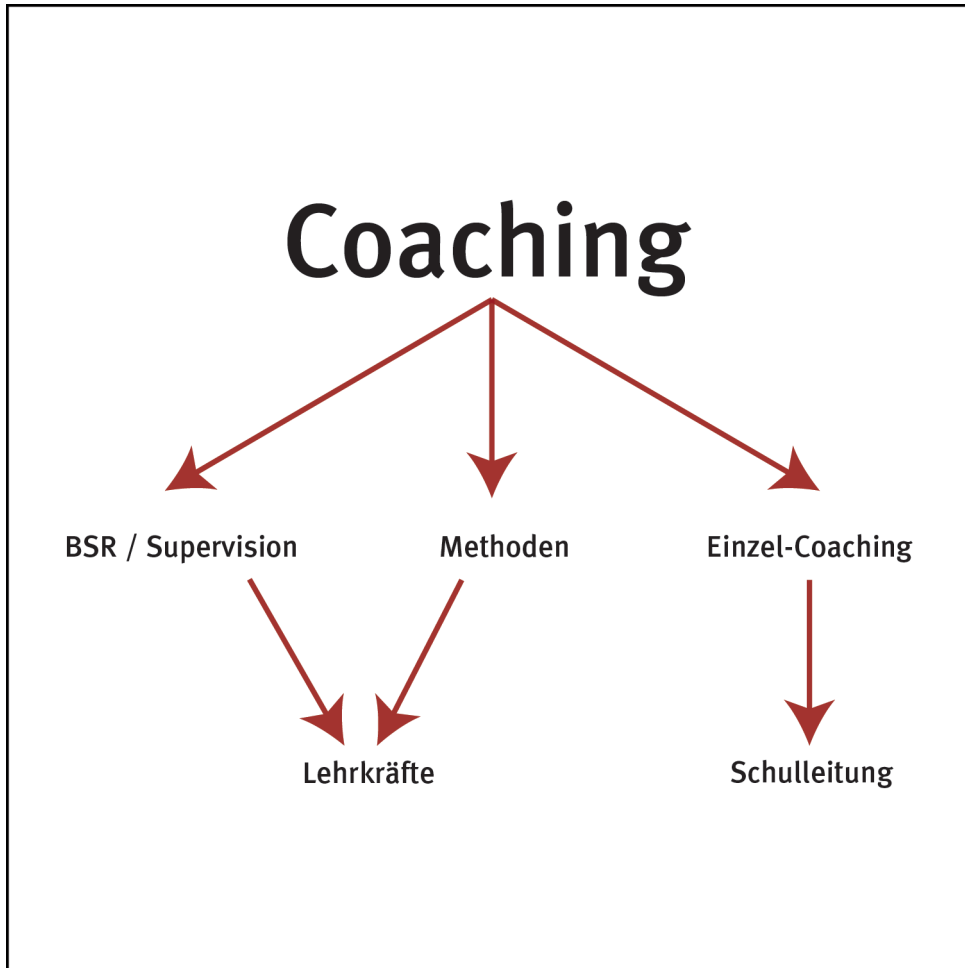 Coaching
BSR / Supervision
Methoden
Einzel-Coaching
Lehrkräfte
Schulleitung